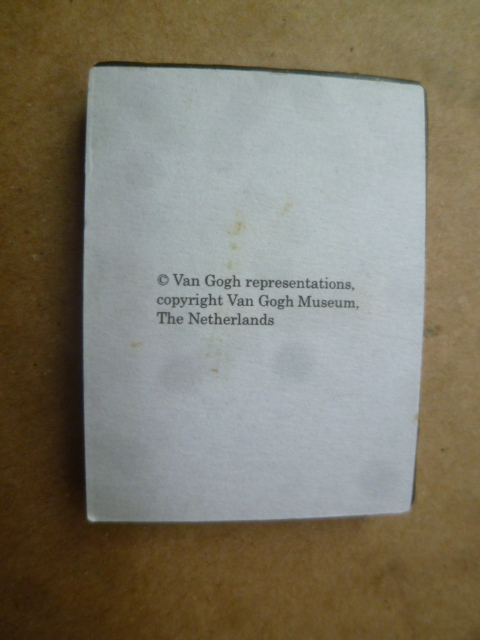 © Van Gogh representations,
copyright Van Gogh Museum,
The Netherlands